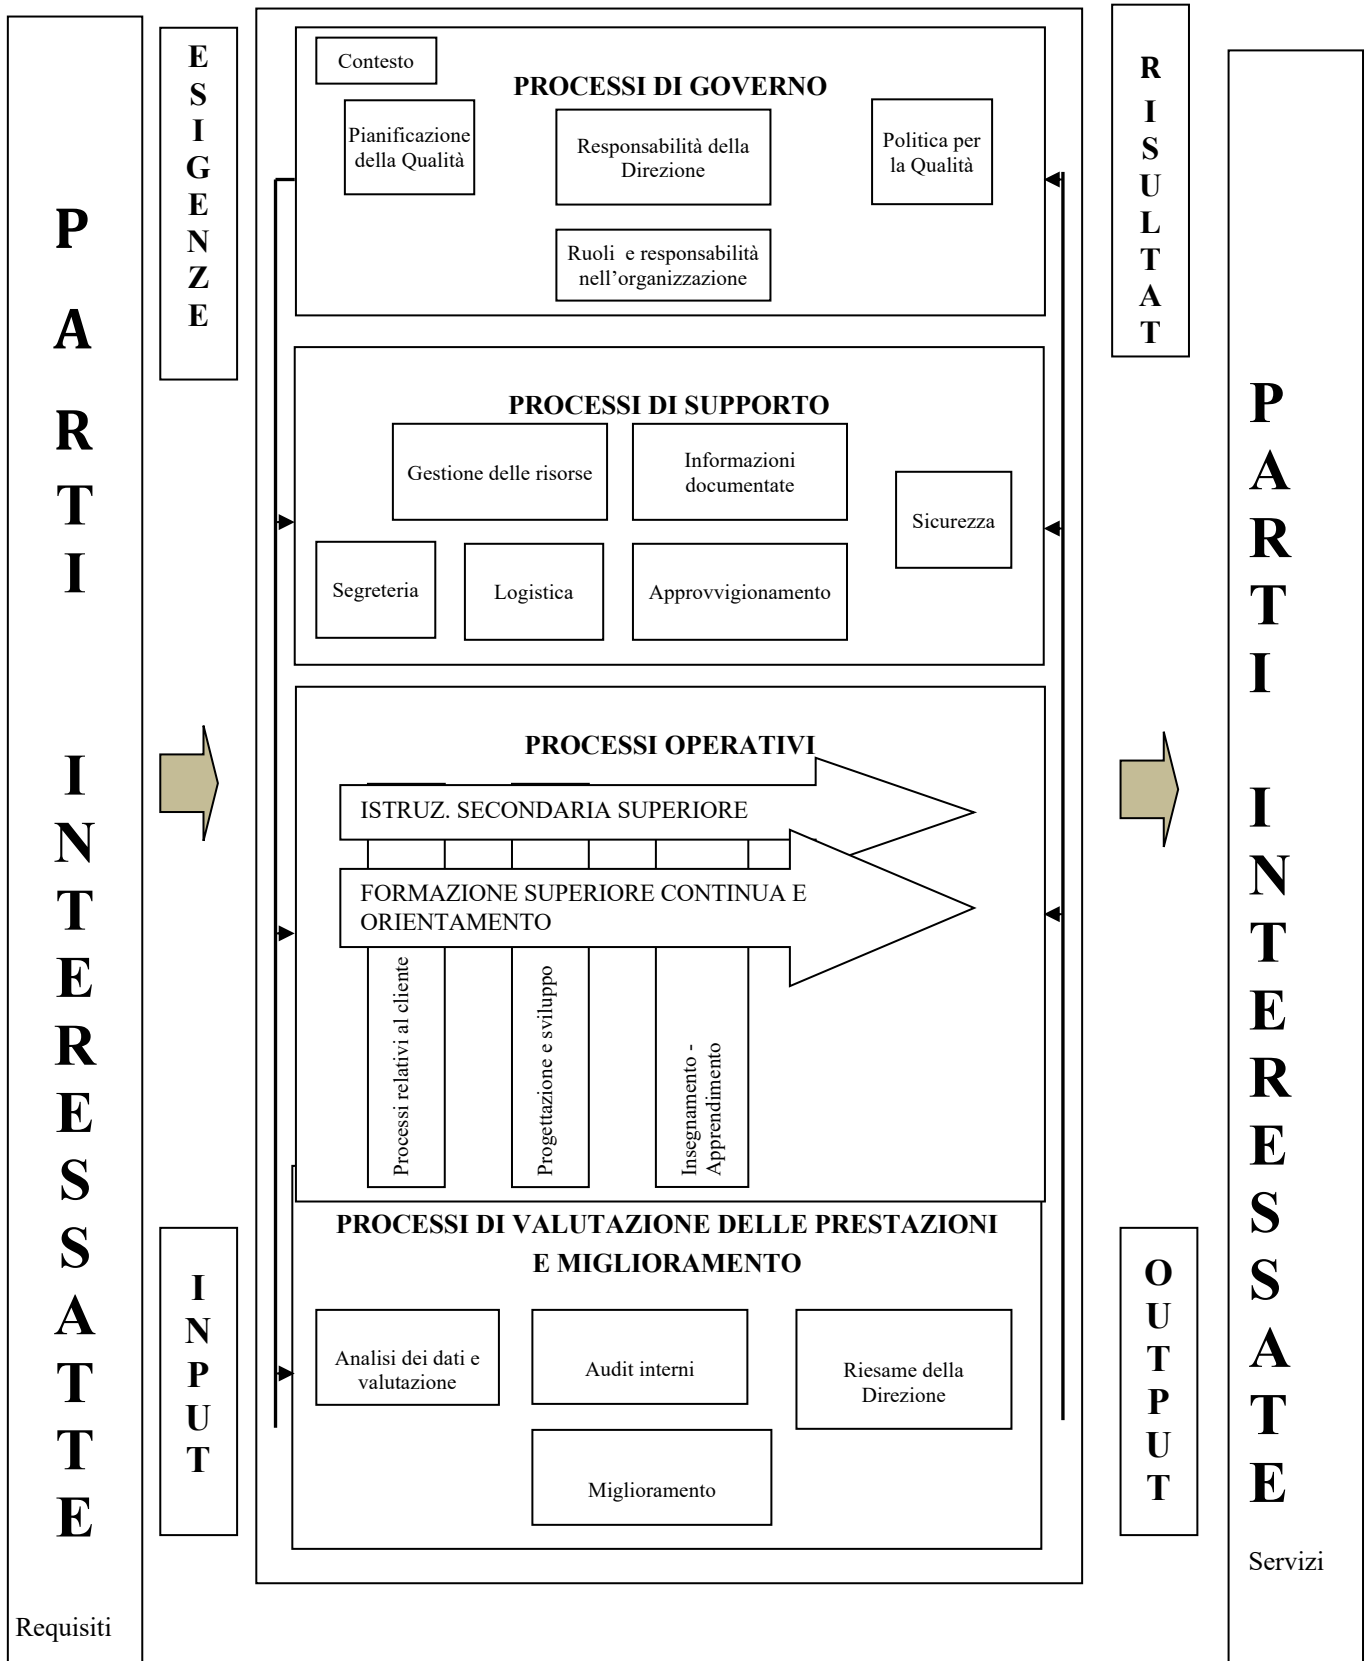 PARTI INTERESSATTE
Requisiti
ESIGENZE
INPUT
Contesto
PROCESSI DI GOVERNO
Pianificazione
della Qualità
Responsabilità della
Direzione
Politica per
la Qualità
Ruoli e responsabilità
nell’organizzazione
PROCESSI DI SUPPORTO
Gestione delle risorse
Informazioni
documentate
Sicurezza
Segreteria
Logistica
Approvvigionamento
PROCESSI OPERATIVI
ISTRUZ. SECONDARIA SUPERIORE
FORMAZIONE SUPERIORE CONTINUA E
ORIENTAMENTO
Processi relativi al cliente
Progettazione e sviluppo
Insegnamento -
Apprendimento
PROCESSI DI VALUTAZIONE DELLE PRESTAZIONI
E MIGLIORAMENTO
Analisi dei dati e
valutazione
Audit interni
Riesame della
Direzione
Miglioramento
RISULTAT
OUTPUT
PARTI INTERESSATE
Servizi